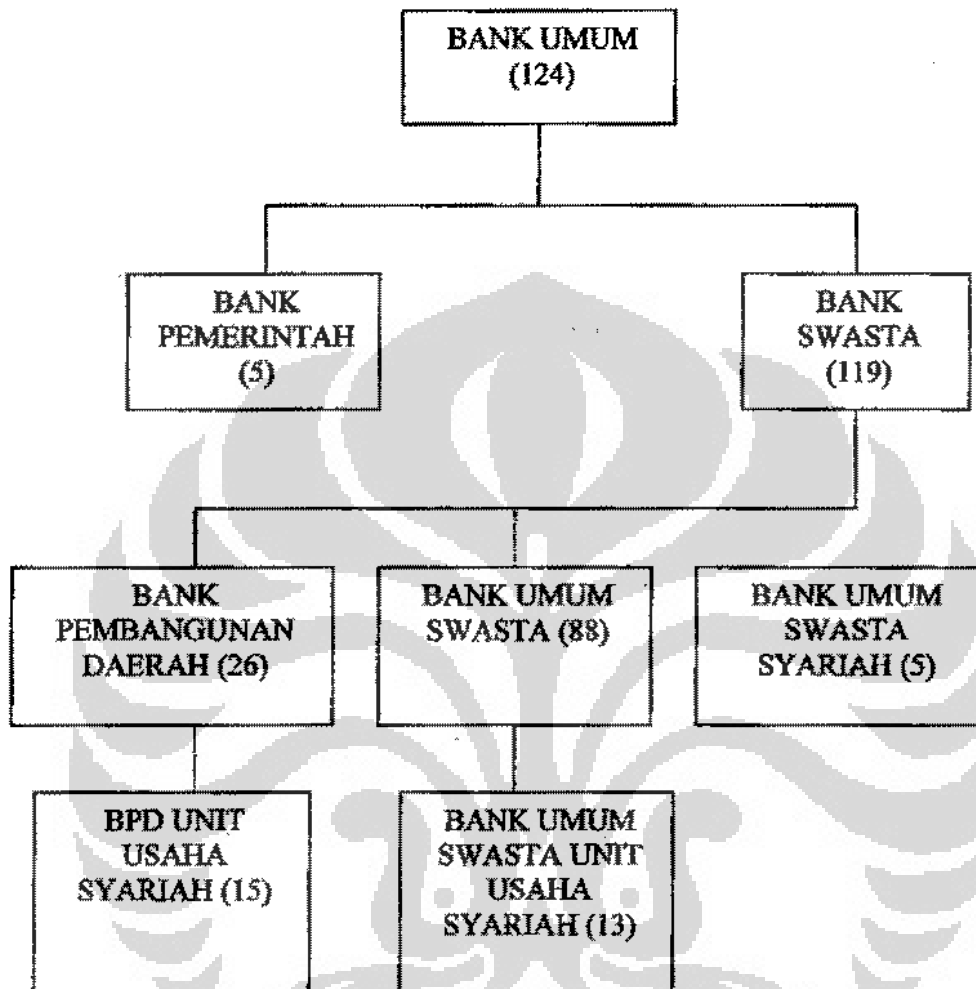 BANK UMUM
(124)
BANK
PEMERINTAH
(5)
BANK
SWASTA
(119)
BANK
PEMBANGUNAN
DAERAH (26)
BANK UMUM
SWASTA (88)
BANK UMUM
SWASTA
SYARIAH (5)
BPD UNIT
USAHA
SYARIAH (15)
BANK UMUM
SWASTA UNIT
USAHA
SYARIAH (13)